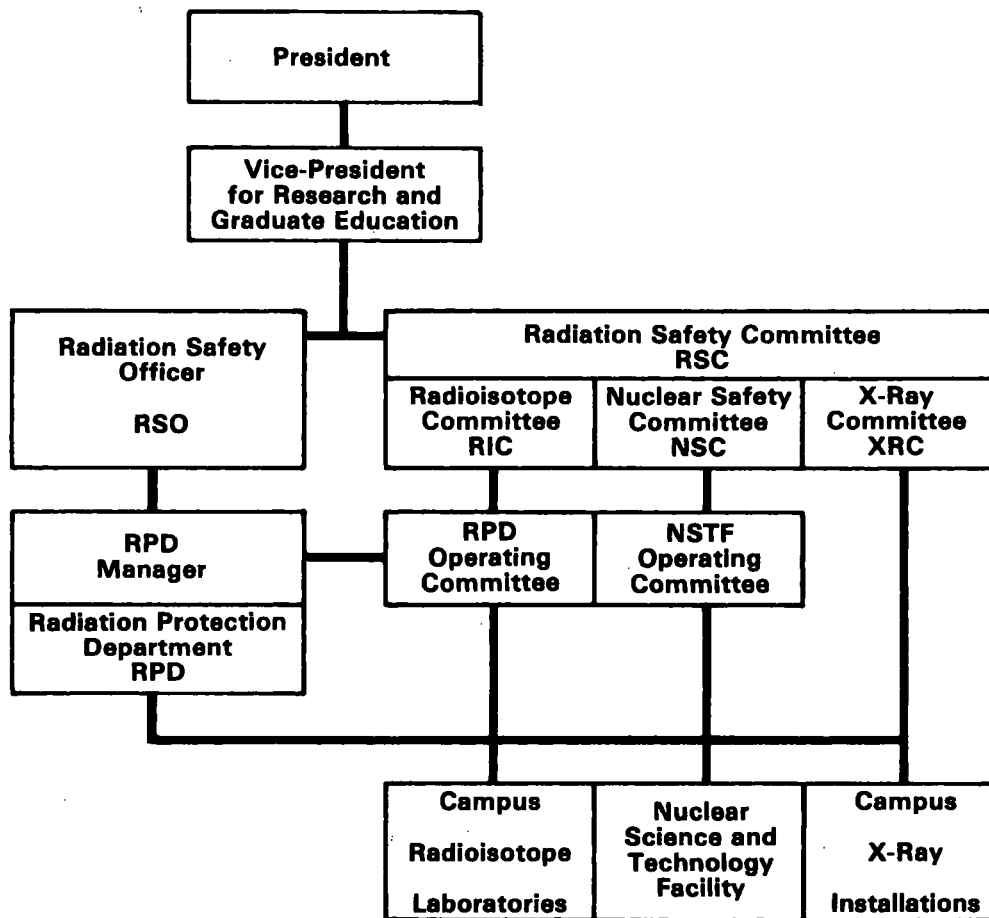 President
Vice-President
for Research and
Graduate Education
Radiation Safety
Officer
RSO
Radiation Safety Committee
RSC
Radioisotope
Committee
RIC
Nuclear Safety
Committee
NSC
X-Ray
Committee
XRC
RPD
Manager
Radiation Protection
Department
RPD
RPD
Operating
Committee
NSTF
Operating
Committee
Campus
Radioisotope
Laboratories
Nuclear
Science and
Technology
Facility
Campus
X-Ray
Installations